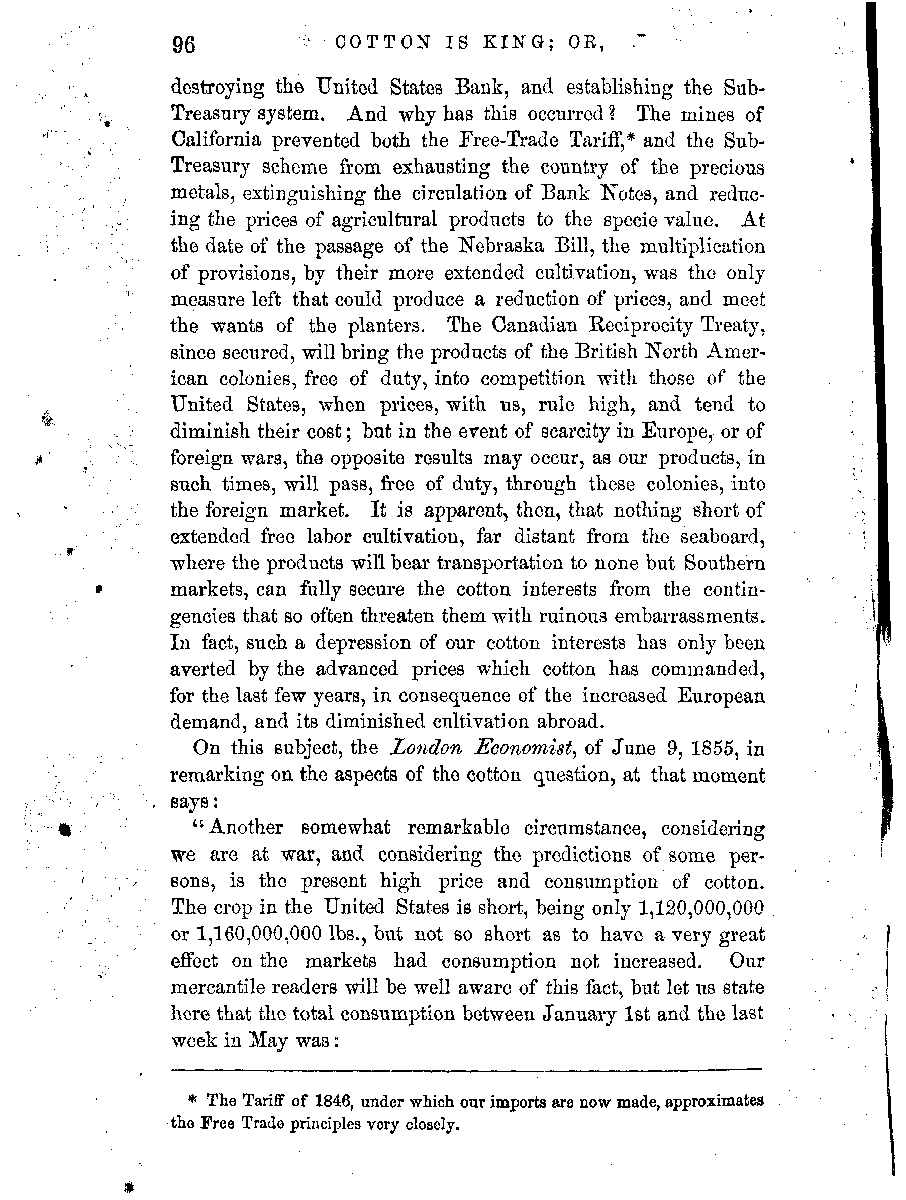 96 COTTON IS KING; OR,
destroying the United States Bank, and establishing the Sub-
Treasury system. And why has this occurred? The mines of
California prevented both the Free-Trade Tariff,* and the Sub-
Treasury scheme from exhausting the country of the precious
metals, extinguishing the circulation of Bank Notes, and reduc-
ing the prices of agricultural products to the specie value. At
the date of the passage of the Nebraska Bill, the multiplication
of provisions, by their more extended cultivation, was the only
measure left that could produce a reduction of prices, and meet
the wants of the planters. The Canadian Reciprocity Treaty,
since secured, will bring the products of the British North Amer-
ican colonies, free of duty, into competition with those of the
United States, when prices, with us, rule high, and tend to
diminish their cost; but in the event of scarcity in Europe, or of
foreign wars, the opposite results may occur, as our products, in
such times, will pass, free of duty, through these colonies, into
the foreign market. It is apparent, then, that nothing short of
extended free labor cultivation, far distant from the seaboard,
where the products will bear transportation to none but Southern
markets, can fully secure the cotton interests from the contin-
gencies that so often threaten them with ruinous embarrassments.
In fact, such a depression of our cotton interests has only been
averted by the advanced prices which cotton has commanded,
for the last few years, in consequence of the increased European
demand, and its diminished cultivation abroad.
On this subject, the London Economist, of June 9, 1855, in
remarking on the aspects of the cotton question, at that moment
says:
"Another somewhat remarkable circumstance, considering
we are at war, and considering the predictions of some per-
sons, is the present high price and consumption of cotton.
The crop in the United States is short, being only 1,120,000,000
or 1,160,000,000 lbs., but not so short as to have a very great
effect on the markets had consumption not increased. Our
mercantile readers will be well aware of this fact, but let us state
here that the total consumption between January 1st and the last
week in May was:
* The Tariff of 1846, under which our imports are now made, approximates
the Free Trade principles very closely.